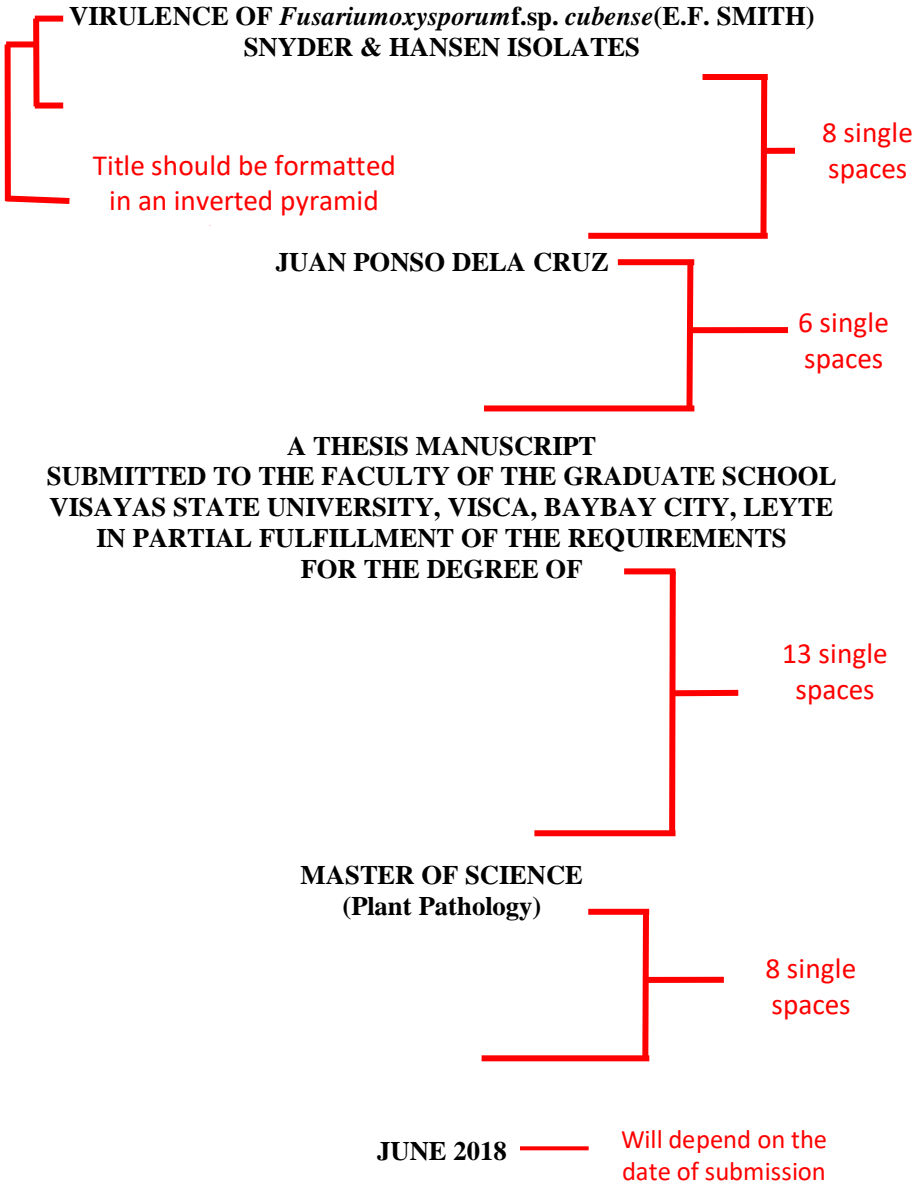 VIRULENCE OF Fusariumoxysporumf.sp. cubense(E.F. SMITH)
SNYDER & HANSEN ISOLATES
8 single
spaces
Title should be formatted
in an inverted pyramid
JUAN PONSO DELA CRUZ
6 single
spaces
A THESIS MANUSCRIPT
SUBMITTED TO THE FACULTY OF THE GRADUATE SCHOOL
VISAYAS STATE UNIVERSITY, VISCA, BAYBAY CITY, LEYTE
IN PARTIAL FULFILLMENT OF THE REQUIREMENTS
FOR THE DEGREE OF
13 single
spaces
MASTER OF SCIENCE
(Plant Pathology)
8 single
spaces
JUNE 2018
Will depend on the
date of submission